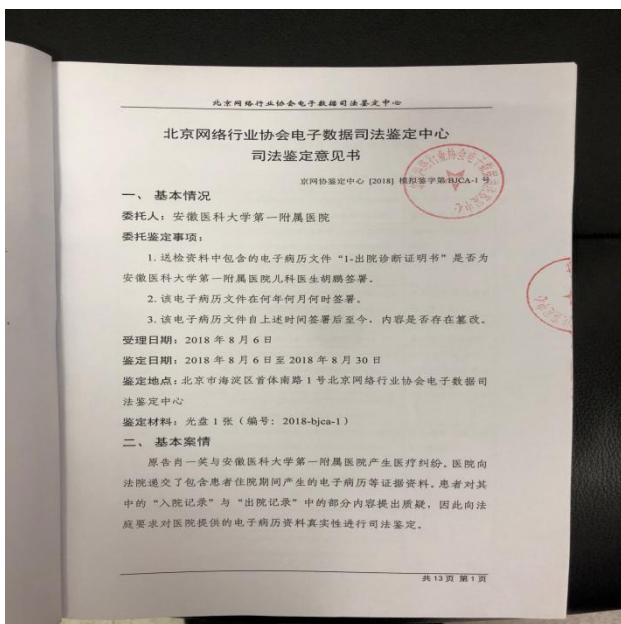 北京网络行业协会电子数据司法鉴定中心
北京网络行业协会电子数据司法鉴定中心
司法鉴定意见书
京网协鉴定中心 [2018] 模拟鉴字第 BJCA-1 号
一、基本情况
委托人：安徽医科大学第一附属医院
委托鉴定事项：
1.送检资料中包含的电子病历文件“1-出院诊断证明书”是否为
安徽医科大学第一附属医院儿科医生胡鹏签署。
2.该电子病历文件在何年何月何时签署。
3.该电子病历文件自上述时间签署后至今，内容是否存在篡改。
受理日期：2018 年 8 月 6 日
鉴定日期：2018 年 8 月 6 日至 2018 年 8 月 30 日
鉴定地点：北京市海淀区首体南路 1 号北京网络行业协会电子数据司
法鉴定中心
鉴定材料：光盘 1 张（编号：2018-bjca-1）
二、基本案情
原告肖一笑与安徽医科大学第一附属医院产生医疗纠纷。医院向
法院递交了包含患者住院期间产生的电子病历等证据资料。患者对其
中的“入院记录”与“出院记录”中的部分内容提出质疑，因此向法
庭要求对医院提供的电子病历资料真实性进行司法鉴定。
共 13 页 第 1 页